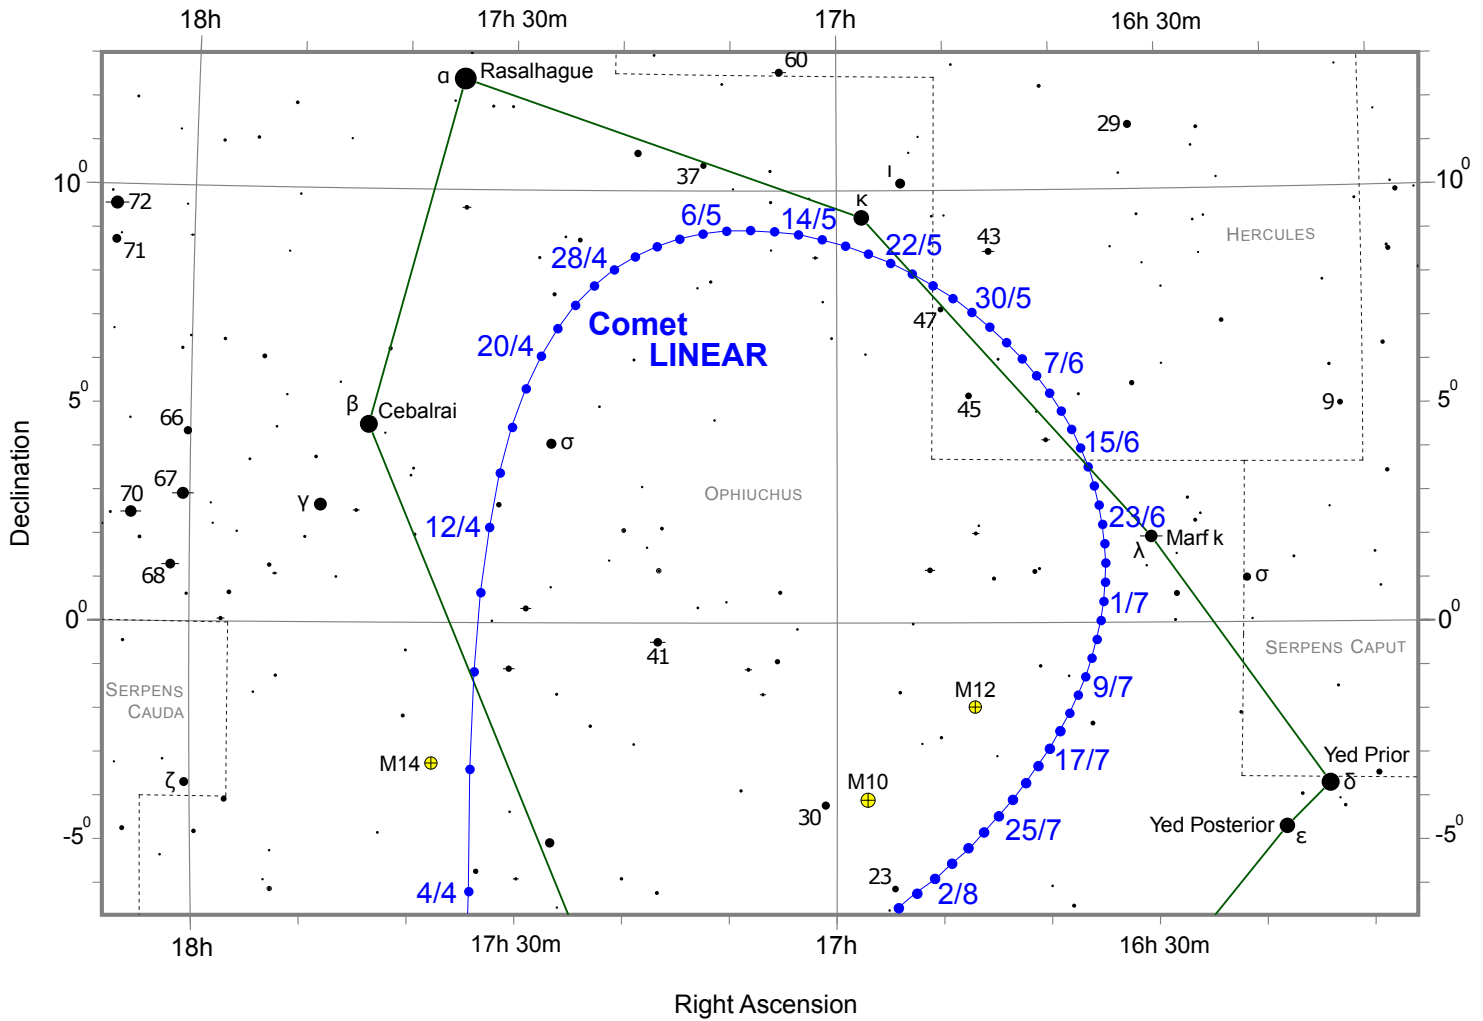 18h
17h 30m
17h
16h 30m
60
α
Rasalhague
29
37
ι
10⁰
10⁰
72
κ
6/5
14/5
71
28/4
22/5
43
HERCULES
30/5
47
Comet
LINEAR
20/4
7/6
5⁰
5⁰
β
Cebalrai
45
9
66
σ
15/6
Declination
67
70
γ
OPHIUCHUS
12/4
23/6
λ
Marf k
68
σ
0⁰
0⁰
1/7
41
SERPENS CAPUT
SERPENS
CAUDA
M12
9/7
M14
17/7
Yed Prior
ζ
M10
δ
30
25/7
Yed Posterior
ε
-5⁰
-5⁰
4/4
23
2/8
18h
17h 30m
17h
16h 30m
Right Ascension